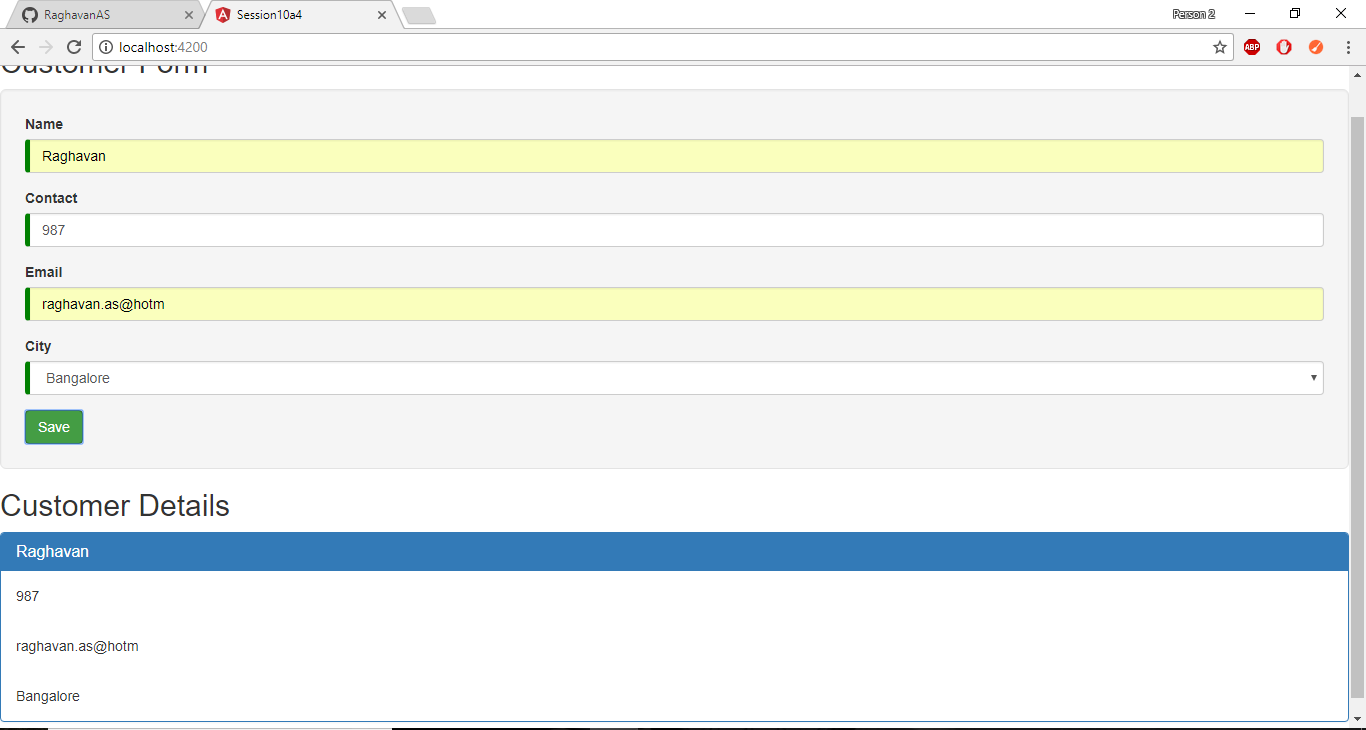 RaghavanAS
Session10a4
Person 2
localhost:4200
ABP
Customer Form
Name
Raghavan
Contact
987
Email
raghavan.as@hotm
City
Bangalore
Save
Customer Details
Raghavan
987
raghavan.as@hotm
Bangalore